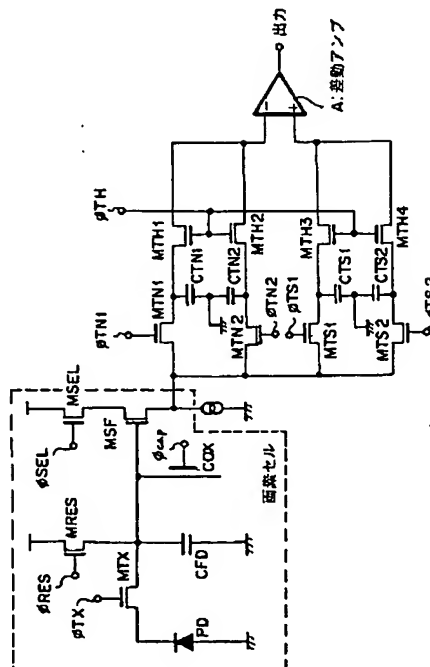 φSEL
MSEL
φRES
MRES
MSF
φTX
MTX
φcap
COX
CFD
PD
画素セル
φTN1
MTN1
MTH1
CTN1
φTH
CTN2
MTH2
MTN2
φTN2
φTS1
MTH3
MTS1
CTS1
CTS2
MTS2
MTH4
φTS2
出力
A:差動アンプ